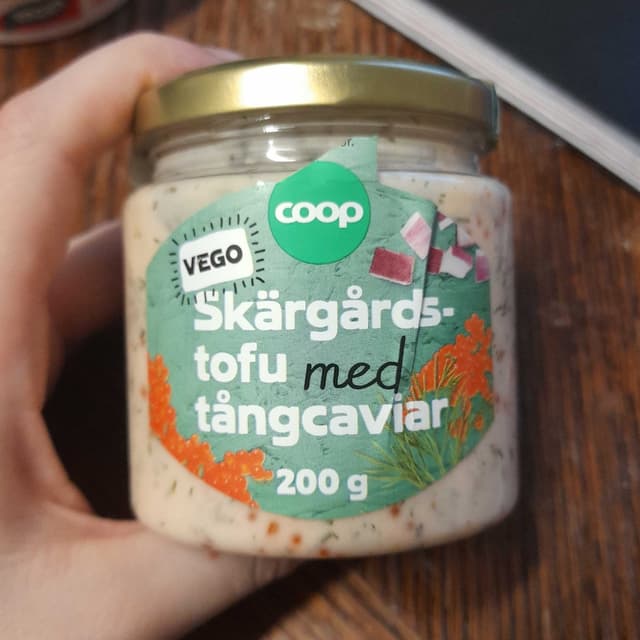 coop
VEGO
Skärgårds-
tofu med
tångcaviar
200 g